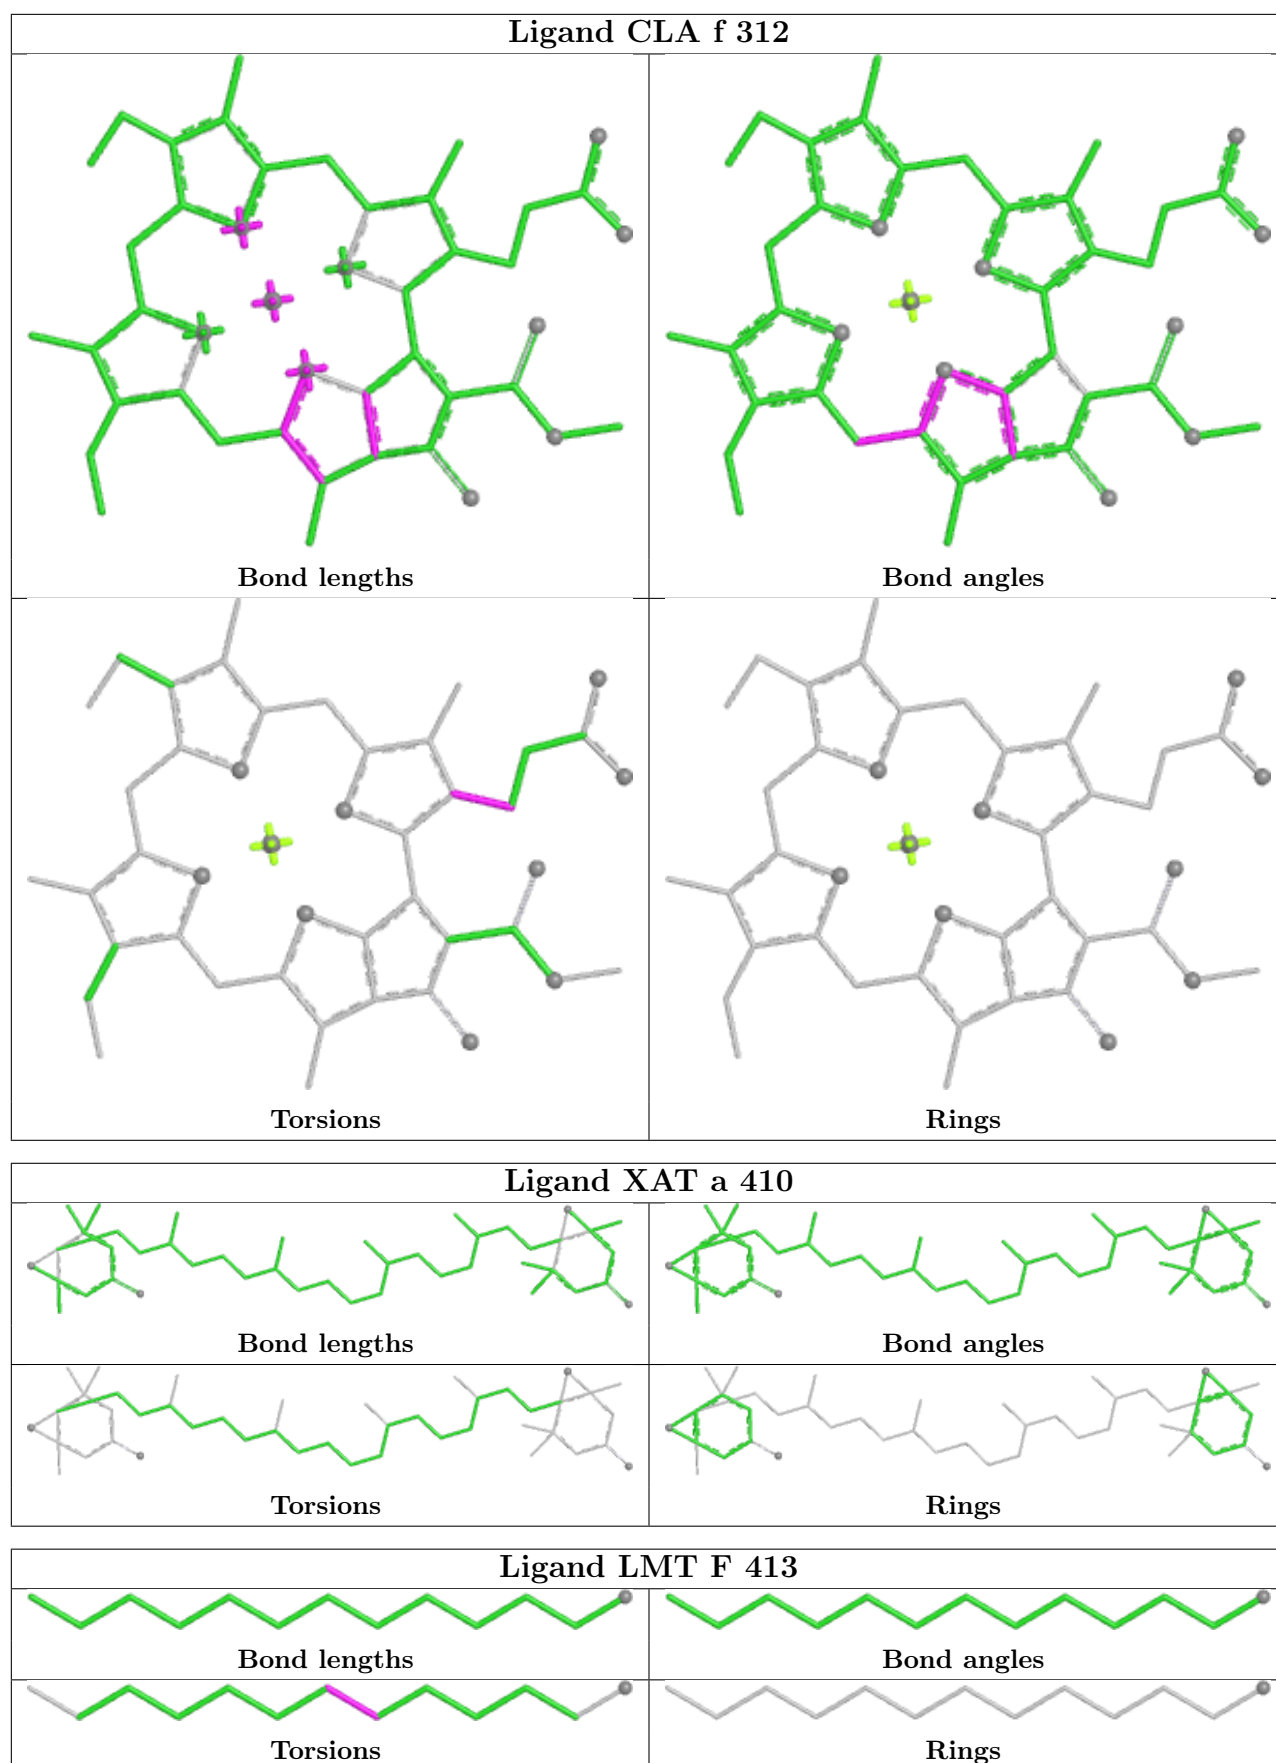 Ligand CLA f 312
Bond lengths
Bond angles
Torsions
Rings
Ligand XAT a 410
Bond lengths
Bond angles
Torsions
Rings
Ligand LMT F 413
Bond lengths
Bond angles
Torsions
Rings